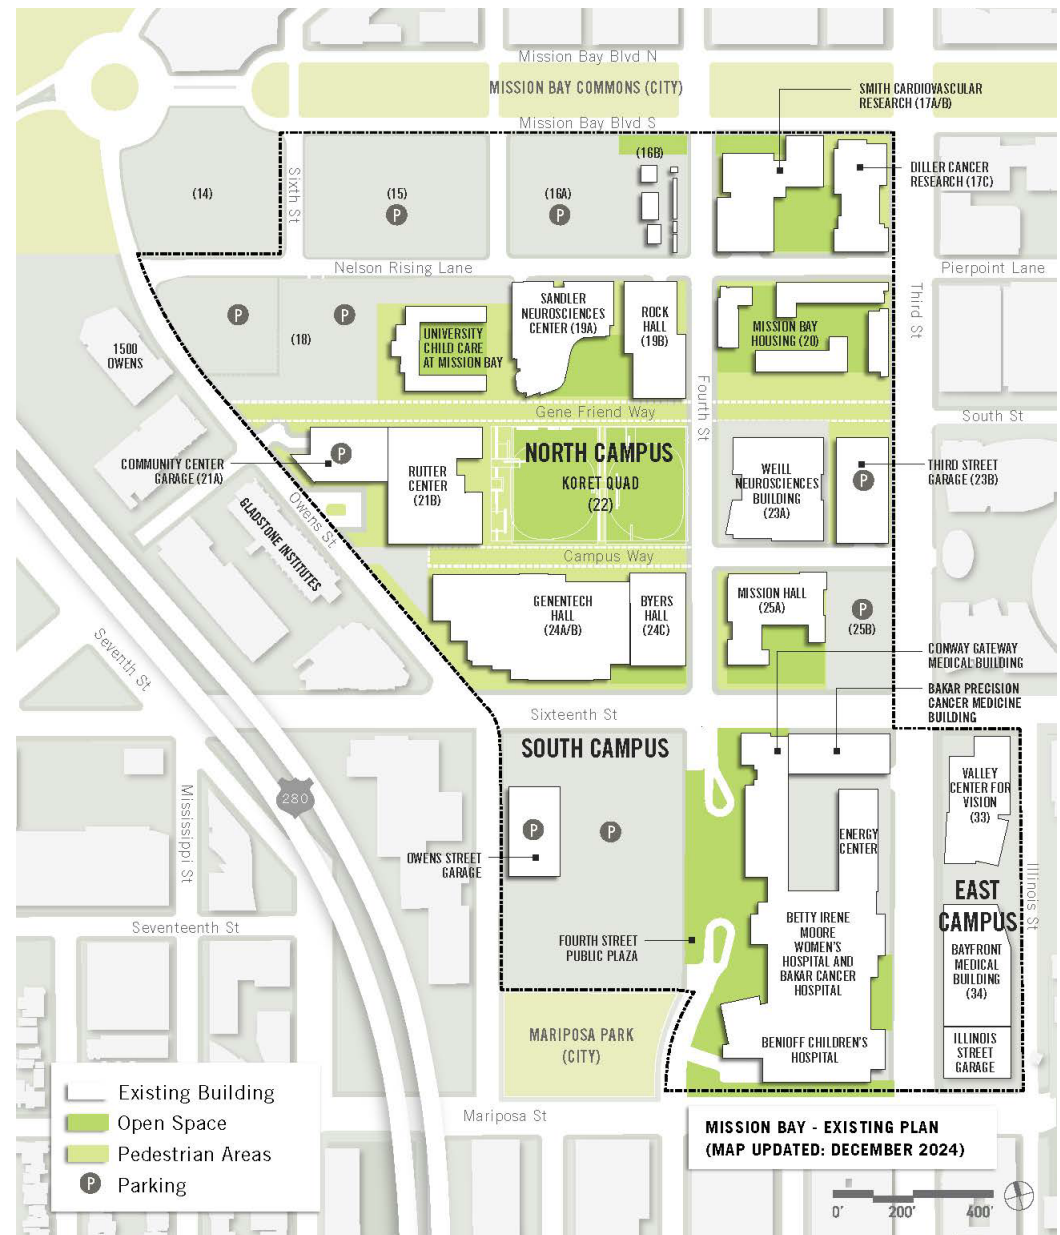 Mission Bay Blvd N
MISSION BAY COMMONS (CITY)
SMITH CARDIOVASCULAR
RESEARCH (17A/B)
Mission Bay Blvd S
(16B)
DILLER CANCER
RESEARCH (17C)
(14)
Sixth St
(15)
P
(16A)
P
Nelson Rising Lane
Pierpoint Lane
Third St
P
P
(18)
SANDLER
NEUROSCIENCES
CENTER (19A)
ROCK
HALL
(19B)
UNIVERSITY
CHILD CARE
AT MISSION BAY
MISSION BAY
HOUSING (20)
1500
OWENS
Fourth St
Gene Friend Way
South St
COMMUNITY CENTER
GARAGE (21A)
P
RUTTER
CENTER
(21B)
NORTH CAMPUS
KORET QUAD
(22)
WEILL
NEUROSCIENCES
BUILDING
(23A)
P
THIRD STREET
GARAGE (23B)
GLADSTONE INSTITUTES
Owens St
Campus Way
GENENTECH
HALL
(24A/B)
BYERS
HALL
(24C)
MISSION HALL
(25A)
P
(25B)
Seventh St
CONWAY GATEWAY
MEDICAL BUILDING
BAKAR PRECISION
CANCER MEDICINE
BUILDING
Sixteenth St
SOUTH CAMPUS
280
Mississippi St
P
P
OWENS STREET
GARAGE
ENERGY
CENTER
VALLEY
CENTER FOR
VISION
(33)
Illinois St
EAST
CAMPUS
Seventeenth St
FOURTH STREET
PUBLIC PLAZA
BETTY IRENE
MOORE
WOMEN'S
HOSPITAL AND
BAKAR CANCER
HOSPITAL
BAYFRONT
MEDICAL
BUILDING
(34)
MARIPOSA PARK
(CITY)
BENIOFF CHILDREN'S
HOSPITAL
ILLINOIS
STREET
GARAGE
Existing Building
Open Space
Pedestrian Areas
P Parking
Mariposa St
MISSION BAY - EXISTING PLAN
(MAP UPDATED: DECEMBER 2024)
0' 200' 400'